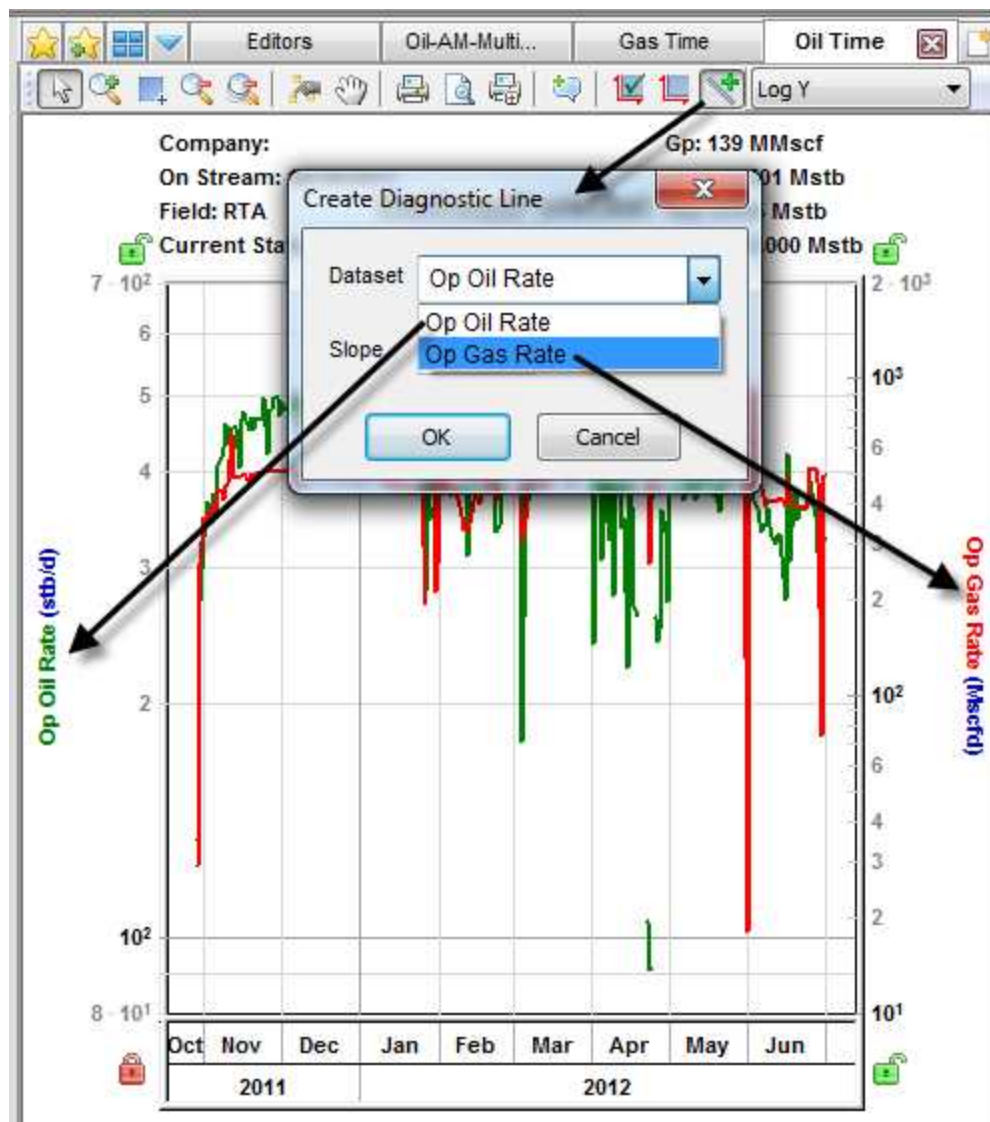 Editors Oil-AM-Multi... Gas Time Oil Time
Log Y
Company: Gp: 139 MMscf
On Stream: 01 Mstb
Field: RTA Mstb
Current Sta 000 Mstb
Create Diagnostic Line
Dataset Op Oil Rate
Op Oil Rate
Slope Op Gas Rate
OK Cancel
7 · 10²
6
5
4
3
2
10²
8 · 10¹
Op Oil Rate (stb/d)
2 · 10³
10³
6
4
3
2
10²
6
4
3
2
10¹
Op Gas Rate (Mscfd)
Oct Nov Dec Jan Feb Mar Apr May Jun
2011 2012